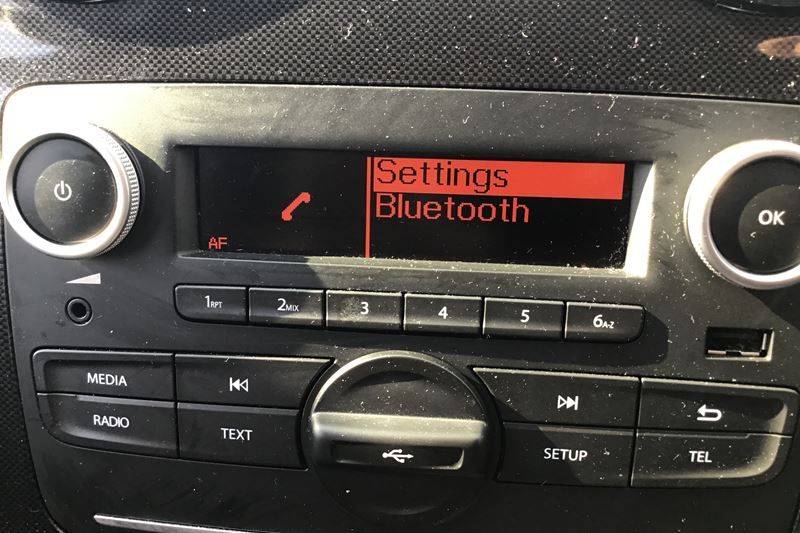 Settings
Bluetooth
AF
OK
1RPT
2MIX
3
4
5
6A-Z
MEDIA
RADIO
TEXT
SETUP
TEL